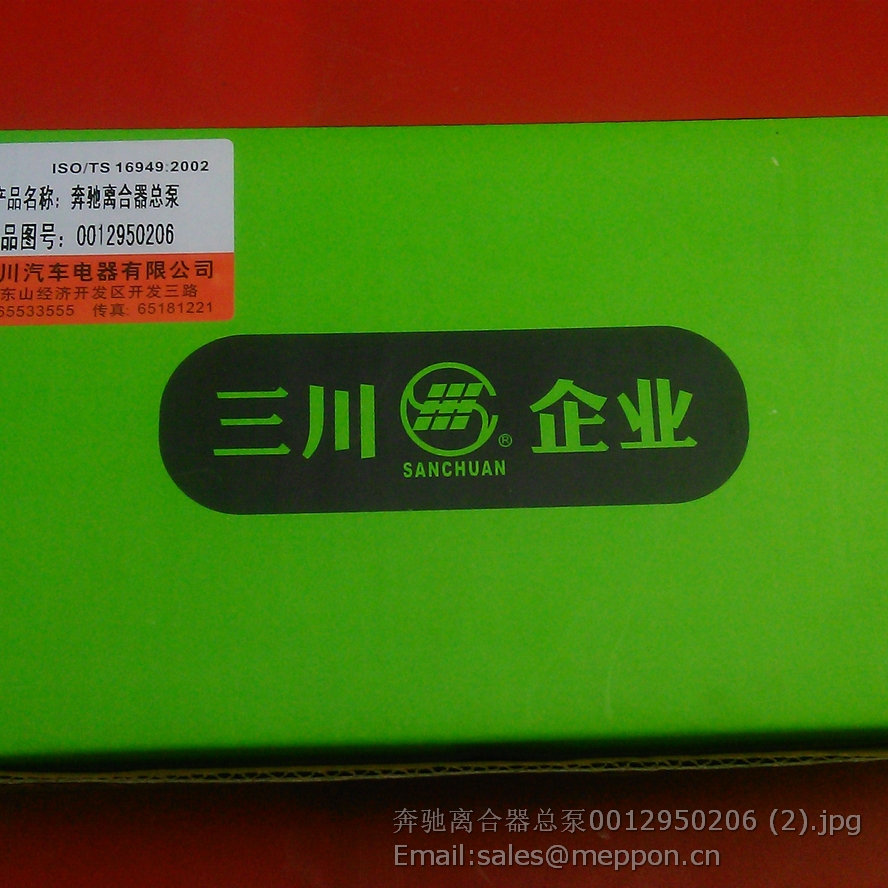 ISO/TS 16949:2002
产品名称：奔驰离合器总泵
品图号：0012950206
川汽车电器有限公司
东山经济开发区开发三路
65533555 传真: 65181221
三川 ® 企业
SANCHUAN
奔驰离合器总泵0012950206 (2).jpg
Email:sales@meppon.cn